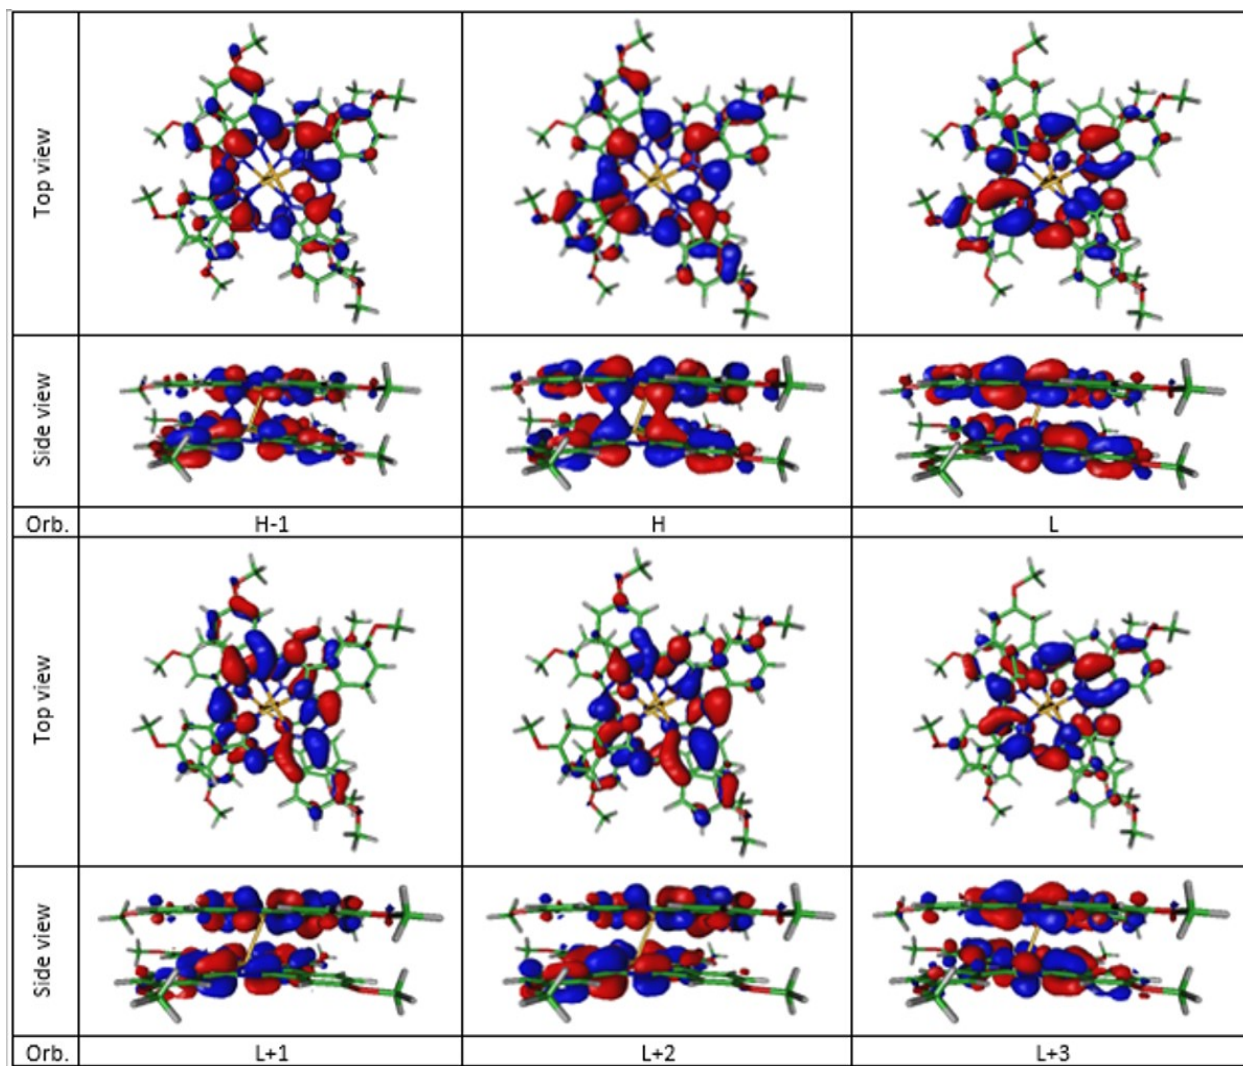 Top view
Side view
Orb. H-1 H L
Top view
Side view
Orb. L+1 L+2 L+3